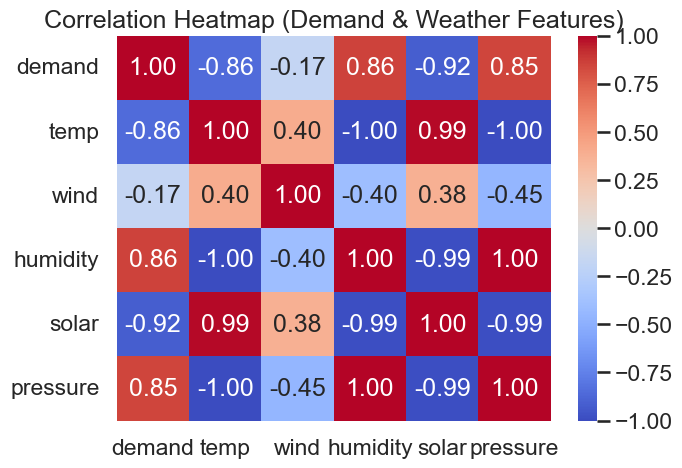 Correlation Heatmap (Demand & Weather Features)
demand 1.00 -0.86 -0.17 0.86 -0.92 0.85
temp -0.86 1.00 0.40 -1.00 0.99 -1.00
wind -0.17 0.40 1.00 -0.40 0.38 -0.45
humidity 0.86 -1.00 -0.40 1.00 -0.99 1.00
solar -0.92 0.99 0.38 -0.99 1.00 -0.99
pressure 0.85 -1.00 -0.45 1.00 -0.99 1.00
demand temp wind humidity solar pressure
1.00
0.75
0.50
0.25
0.00
−0.25
−0.50
−0.75
−1.00